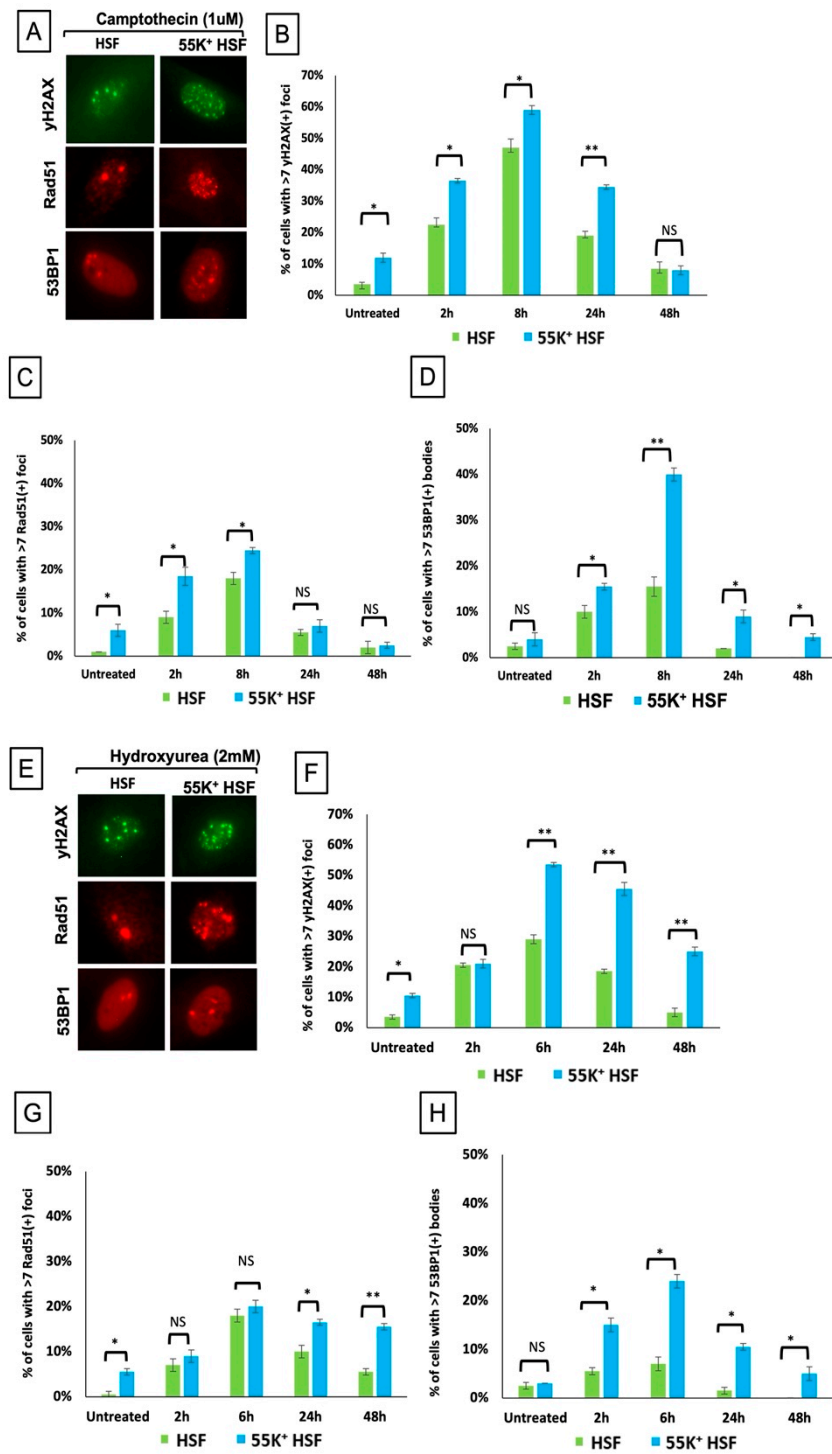 A
Camptothecin (1uM)
HSF 55K⁺ HSF
yH2AX
Rad51
53BP1
B
% of cells with >7 yH2AX(+) foci
70%
60%
50%
40%
30%
20%
10%
0%
* * * ** NS
Untreated 2h 8h 24h 48h
HSF 55K⁺ HSF
C
% of cells with >7 Rad51(+) foci
50%
40%
30%
20%
10%
0%
* * * NS NS
Untreated 2h 8h 24h 48h
HSF 55K⁺ HSF
D
% of cells with >7 53BP1(+) bodies
50%
40%
30%
20%
10%
0%
NS * ** * *
Untreated 2h 8h 24h 48h
HSF 55K⁺ HSF
E
Hydroxyurea (2mM)
HSF 55K⁺ HSF
yH2AX
Rad51
53BP1
F
% of cells with >7 yH2AX(+) foci
70%
60%
50%
40%
30%
20%
10%
0%
* NS ** ** **
Untreated 2h 6h 24h 48h
HSF 55K⁺ HSF
G
% of cells with >7 Rad51(+) foci
50%
40%
30%
20%
10%
0%
* NS NS * **
Untreated 2h 6h 24h 48h
HSF 55K⁺ HSF
H
% of cells with >7 53BP1(+) bodies
50%
40%
30%
20%
10%
0%
NS * * * *
Untreated 2h 6h 24h 48h
HSF 55K⁺ HSF